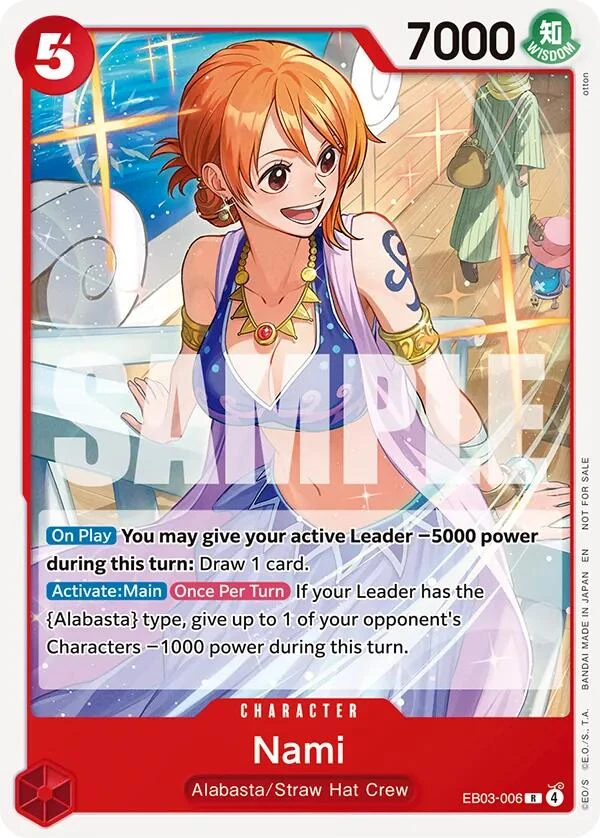 5
7000
知
WISDOM
otton
SAMPLE
On Play You may give your active Leader −5000 power
during this turn: Draw 1 card.
Activate:Main Once Per Turn If your Leader has the
{Alabasta} type, give up to 1 of your opponent's
Characters −1000 power during this turn.
CHARACTER
Nami
Alabasta/Straw Hat Crew
EB03-006 R 4
©EO/S ©E.O./S., T.A. BANDAI MADE IN JAPAN EN NOT FOR SALE